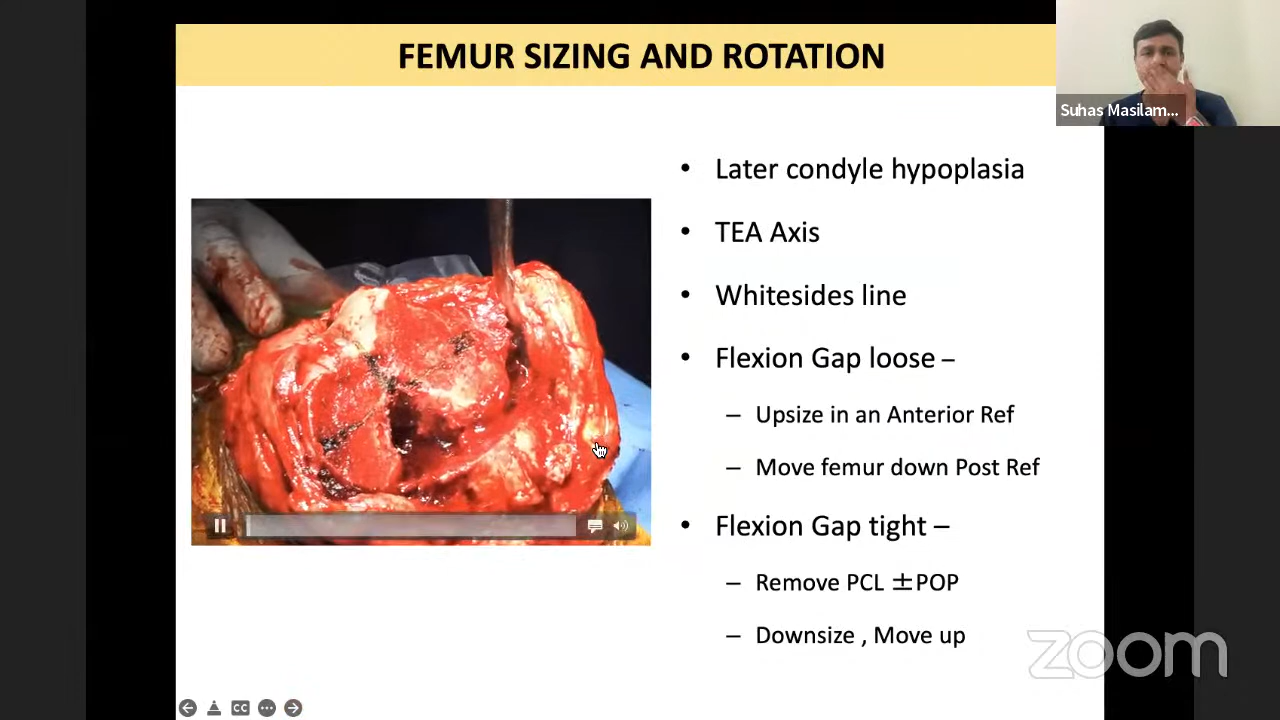 FEMUR SIZING AND ROTATION
Suhas Masilam...
• Later condyle hypoplasia
• TEA Axis
• Whitesides line
• Flexion Gap loose –
– Upsize in an Anterior Ref
– Move femur down Post Ref
• Flexion Gap tight –
– Remove PCL ±POP
– Downsize , Move up
zoom
CC